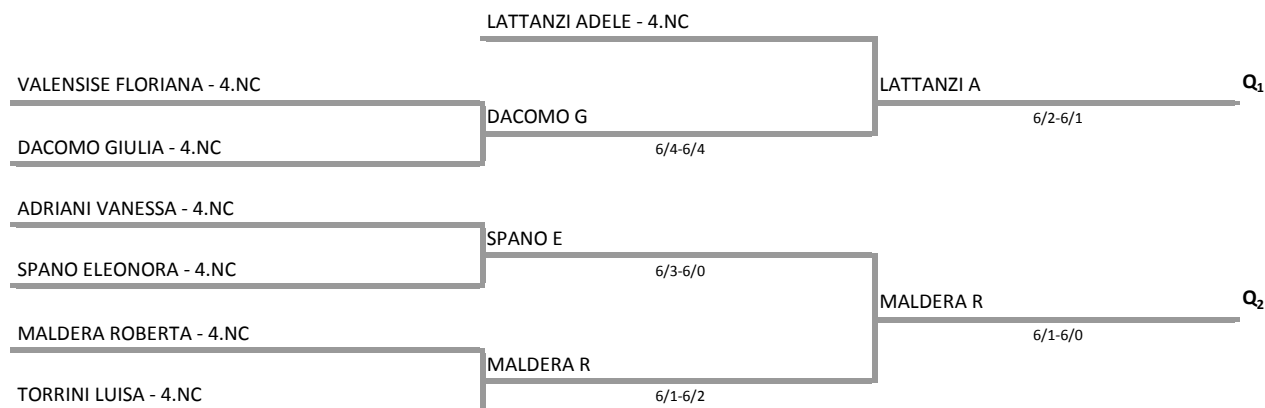 LATTANZI ADELE - 4.NC
VALENSISE FLORIANA - 4.NC
LATTANZI A
Q₁
DACOMO G
6/2-6/1
DACOMO GIULIA - 4.NC
6/4-6/4
ADRIANI VANESSA - 4.NC
SPANO E
SPANO ELEONORA - 4.NC
6/3-6/0
MALDERA R
Q₂
MALDERA ROBERTA - 4.NC
6/1-6/0
MALDERA R
TORRINI LUISA - 4.NC
6/1-6/2